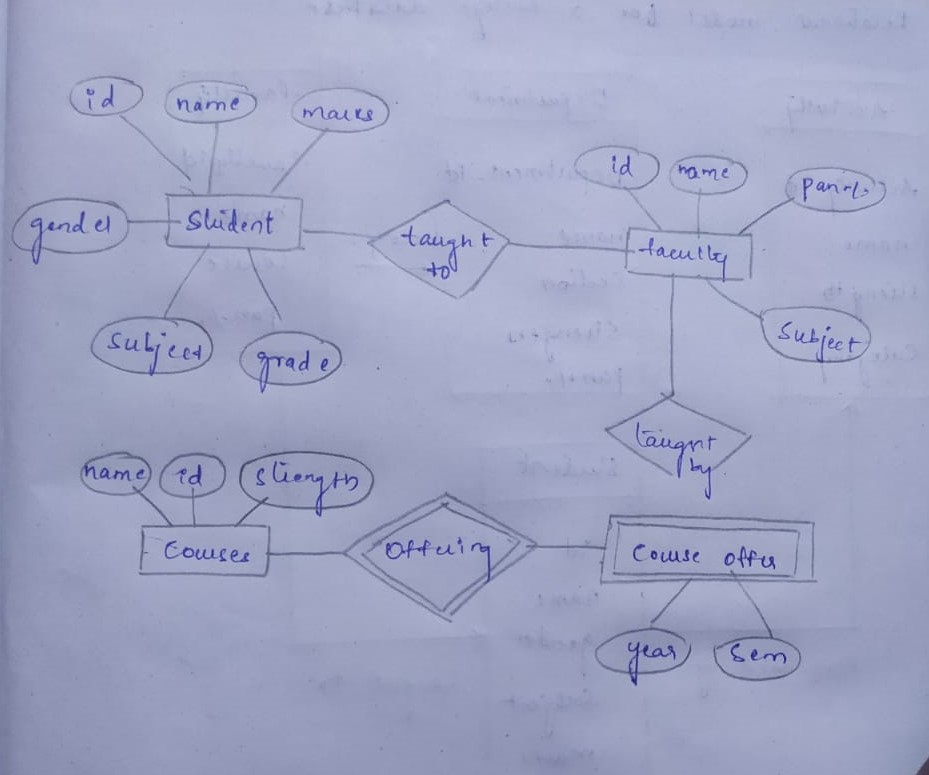 id
name
marks
gender
Student
taught
to
subject
grade
id
name
faculty
Subject
taught
by
name
id
strength
Courses
Offering
Course offer
year
Sem